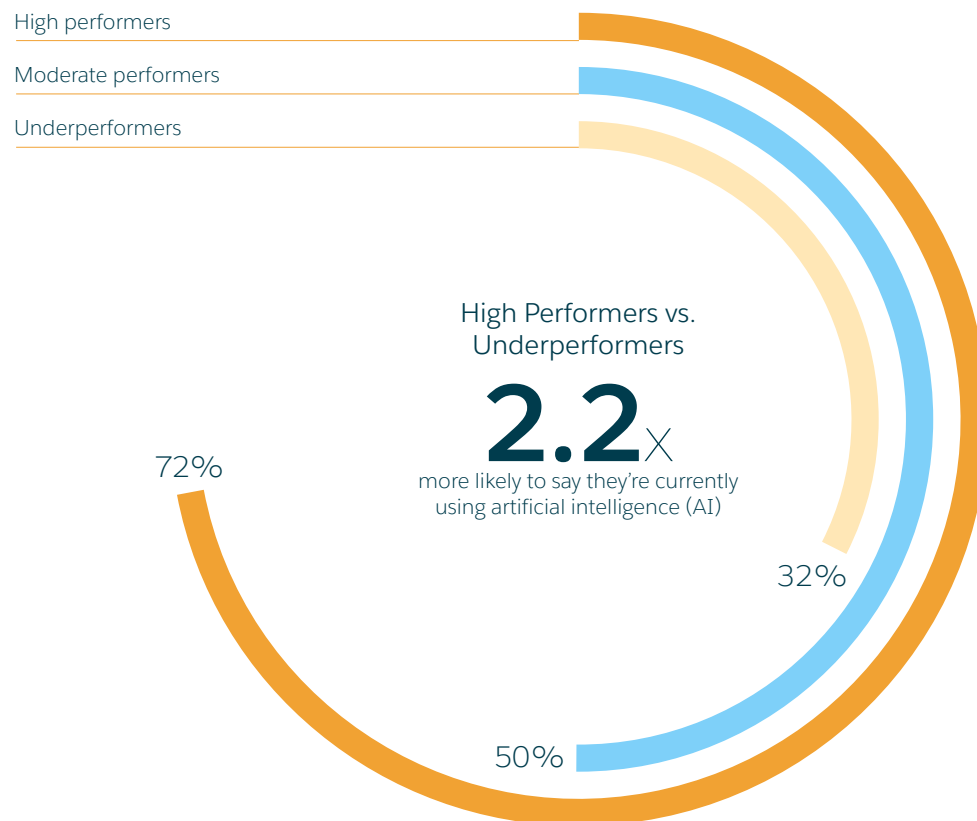 High performers
Moderate performers
Underperformers
High Performers vs.
Underperformers
2.2x
more likely to say they’re currently
using artificial intelligence (AI)
72%
32%
50%